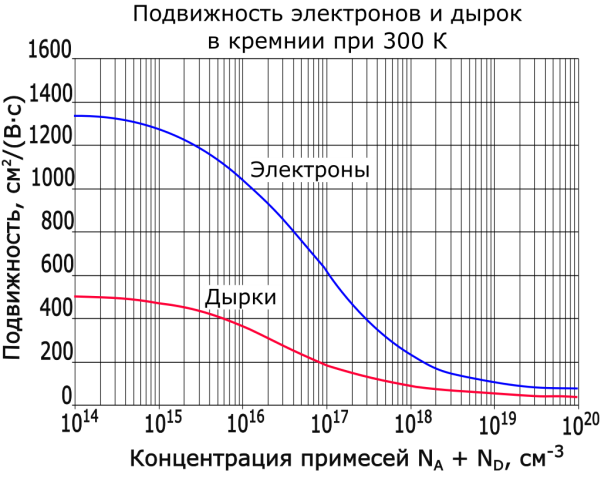 Подвижность электронов и дырок
в кремнии при 300 К
Подвижность, см²/(В·с)
1600
1400
1200
1000
800
600
400
200
0
Электроны
Дырки
10¹⁴ 10¹⁵ 10¹⁶ 10¹⁷ 10¹⁸ 10¹⁹ 10²⁰
Концентрация примесей N_A + N_D, см⁻³